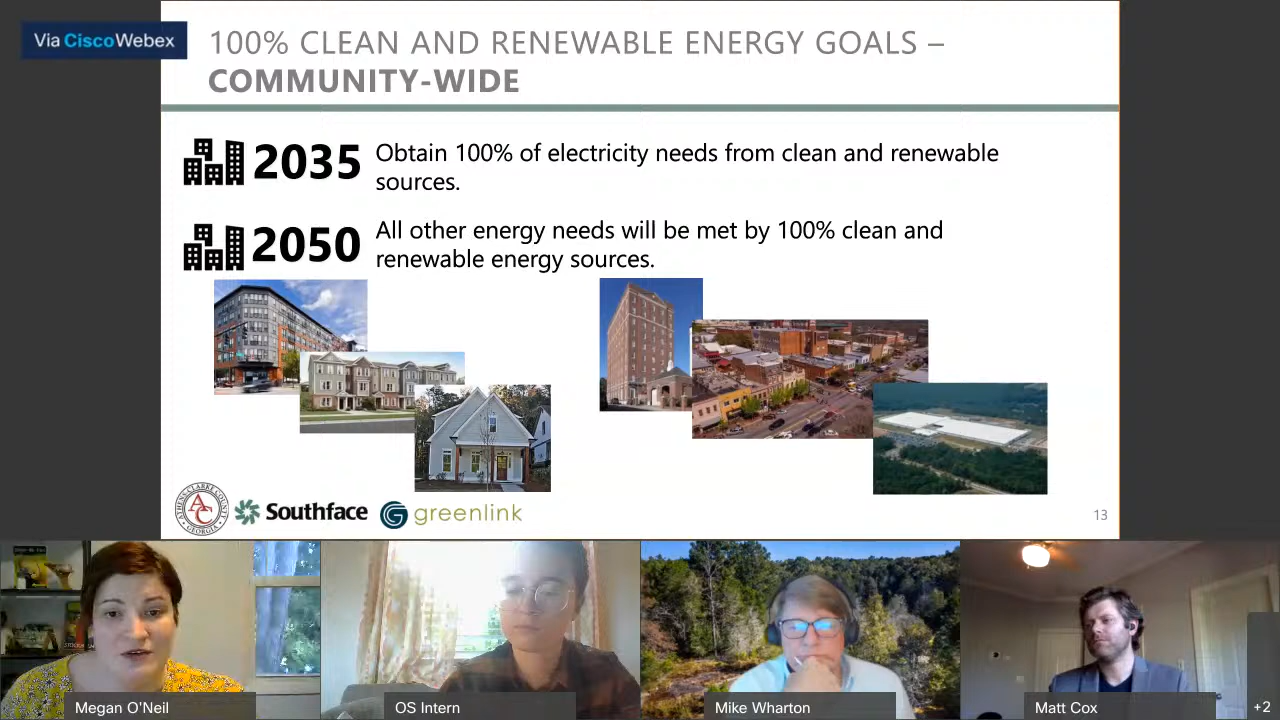 Via Cisco Webex
100% CLEAN AND RENEWABLE ENERGY GOALS –
COMMUNITY-WIDE
2035
Obtain 100% of electricity needs from clean and renewable
sources.
2050
All other energy needs will be met by 100% clean and
renewable energy sources.
Southface
greenlink
13
Megan O'Neil
OS Intern
Mike Wharton
Matt Cox
+2